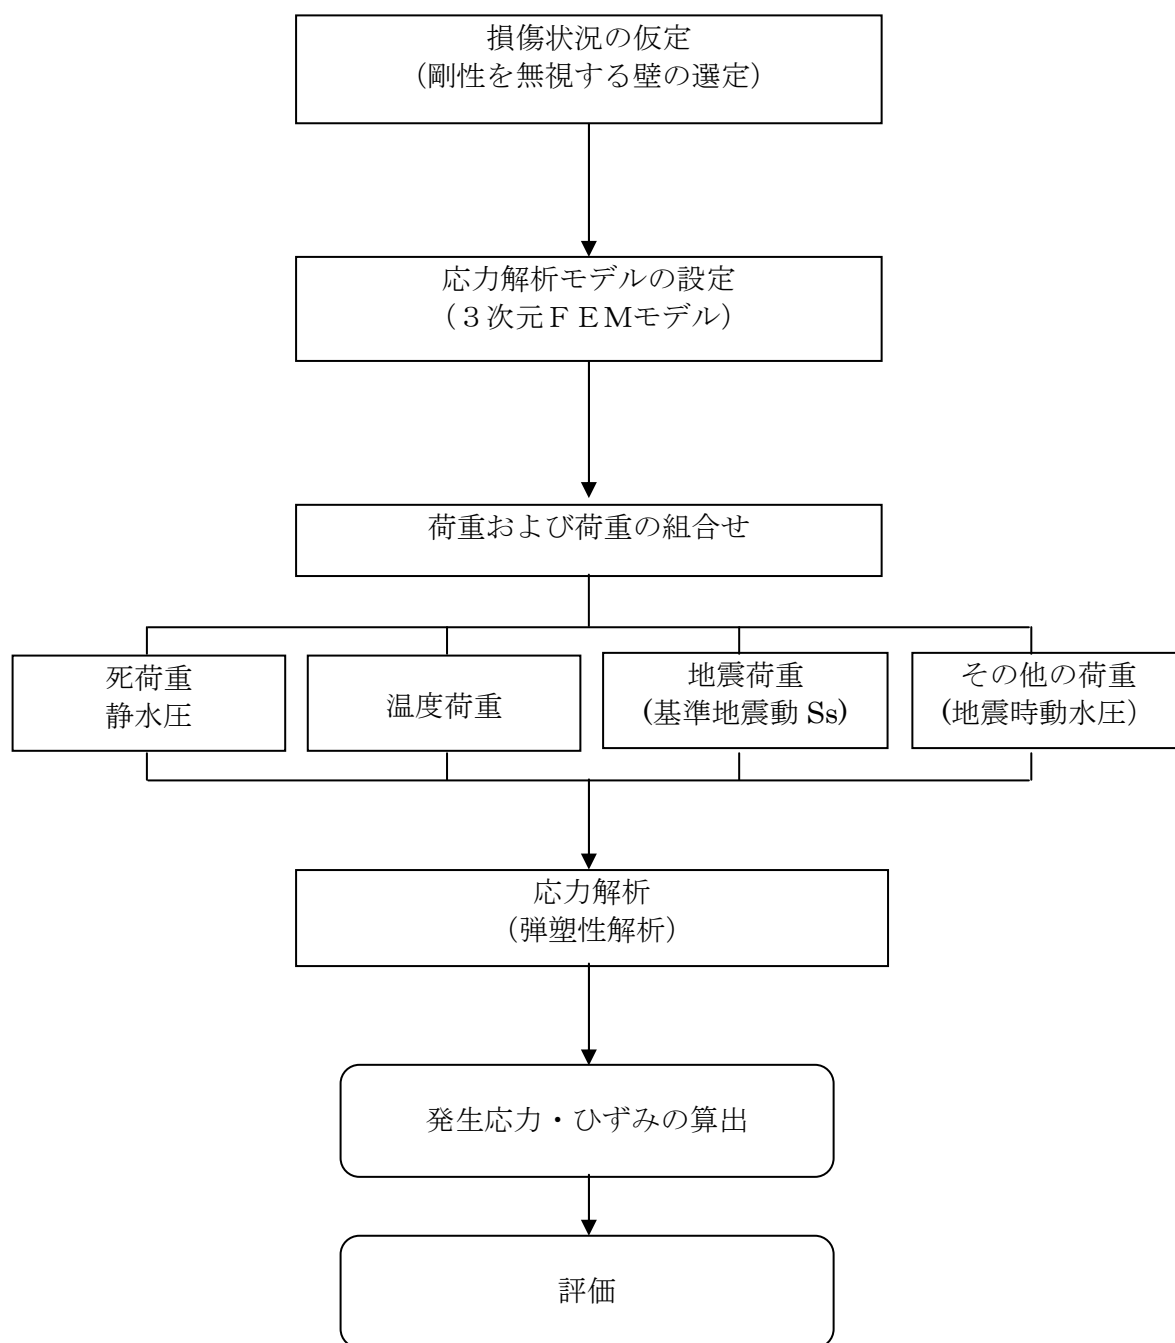 損傷状況の仮定
（剛性を無視する壁の選定）
応力解析モデルの設定
（３次元ＦＥＭモデル）
荷重および荷重の組合せ
死荷重
静水圧
温度荷重
地震荷重
(基準地震動 Ss)
その他の荷重
(地震時動水圧）
応力解析
（弾塑性解析）
発生応力・ひずみの算出
評価